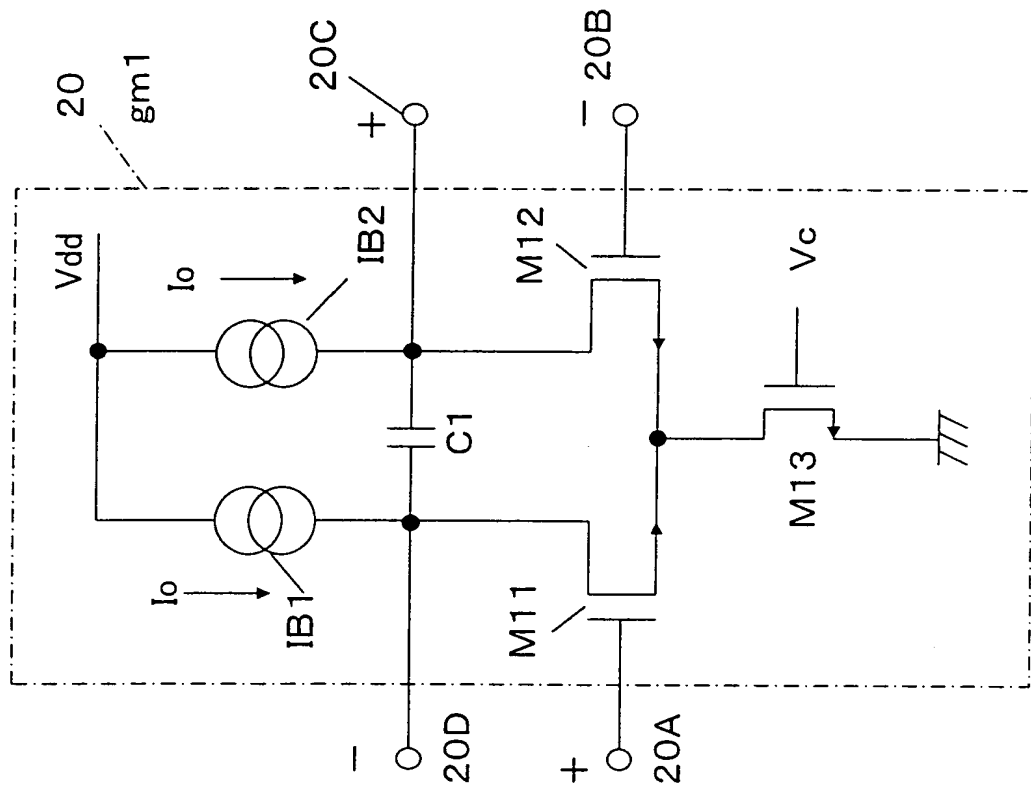 20
gm1
Vdd
Io
Io
IB1
IB2
+
20C
−
20D
C1
M11
M12
−
20B
+
20A
M13
Vc